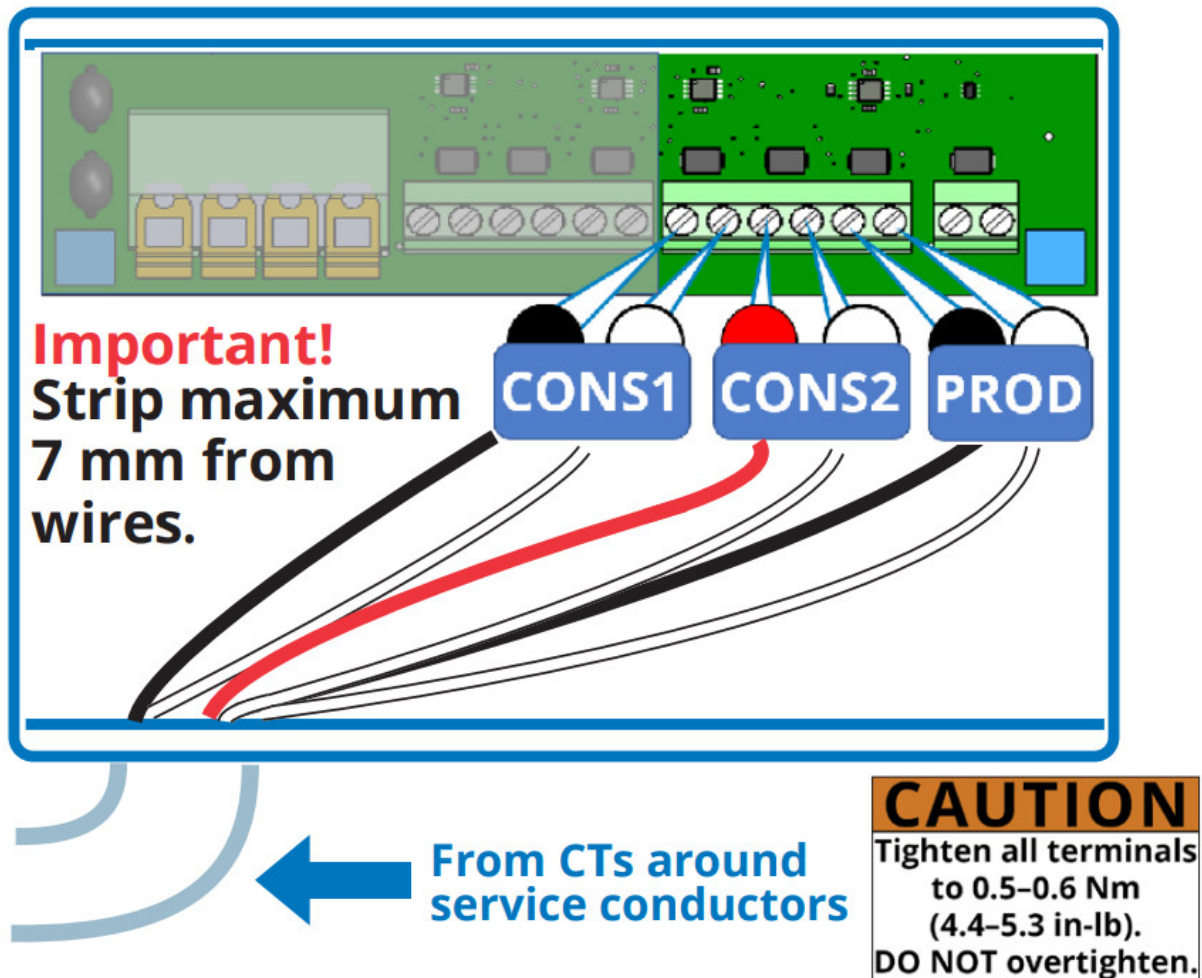 Important!
Strip maximum
7 mm from
wires.
CONS1
CONS2
PROD
From CTs around
service conductors
CAUTION
Tighten all terminals
to 0.5–0.6 Nm
(4.4–5.3 in-lb).
DO NOT overtighten.